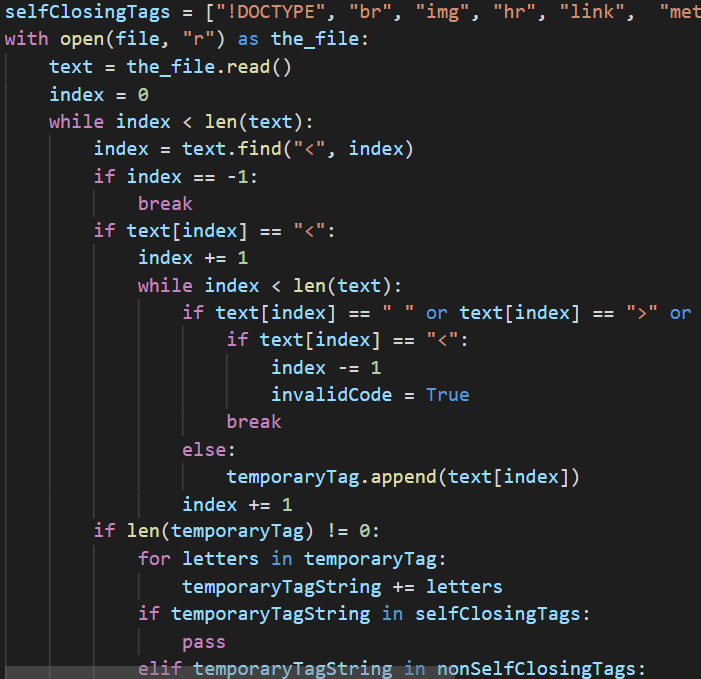 selfClosingTags = ["!DOCTYPE", "br", "img", "hr", "link",  "met
with open(file, "r") as the_file:
    text = the_file.read()
    index = 0
    while index < len(text):
        index = text.find("<", index)
        if index == -1:
            break
        if text[index] == "<":
            index += 1
            while index < len(text):
                if text[index] == " " or text[index] == ">" or
                    if text[index] == "<":
                        index -= 1
                        invalidCode = True
                    break
                else:
                    temporaryTag.append(text[index])
                index += 1
        if len(temporaryTag) != 0:
            for letters in temporaryTag:
                temporaryTagString += letters
            if temporaryTagString in selfClosingTags:
                pass
            elif temporaryTagString in nonSelfClosingTags: